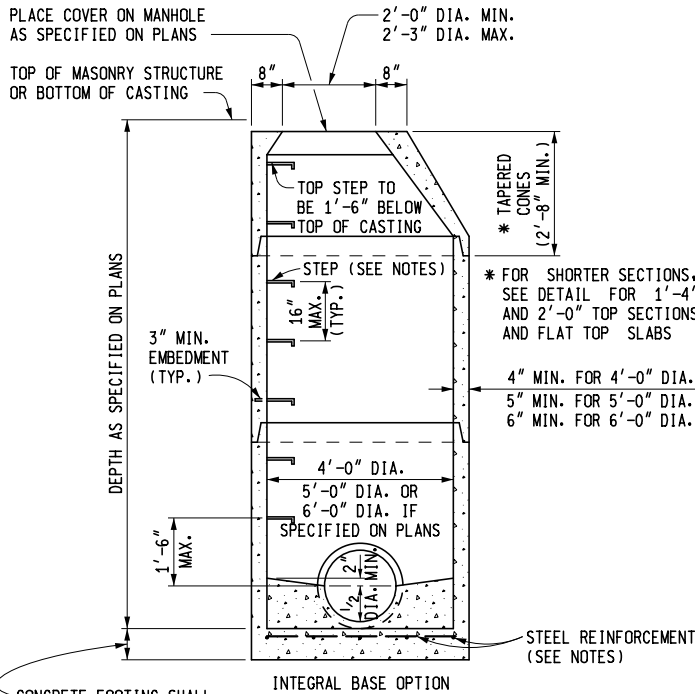 PLACE COVER ON MANHOLE
AS SPECIFIED ON PLANS
2'-0" DIA. MIN.
2'-3" DIA. MAX.
TOP OF MASONRY STRUCTURE
OR BOTTOM OF CASTING
8"
8"
* TAPERED
CONES
(2'-8" MIN.)
TOP STEP TO
BE 1'-6" BELOW
TOP OF CASTING
STEP (SEE NOTES)
16"
MAX.
(TYP.)
* FOR SHORTER SECTIONS.
SEE DETAIL FOR 1'-4'
AND 2'-0" TOP SECTIONS
AND FLAT TOP SLABS
DEPTH AS SPECIFIED ON PLANS
3" MIN.
EMBEDMENT
(TYP.)
4" MIN. FOR 4'-0" DIA.
5" MIN. FOR 5'-0" DIA.
6" MIN. FOR 6'-0" DIA.
4'-0" DIA.
5'-0" DIA. OR
6'-0" DIA. IF
SPECIFIED ON PLANS
1'-6"
MAX.
2"
1/2
DIA. MIN.
STEEL REINFORCEMENT
(SEE NOTES)
CONCRETE FOOTING SHALL
INTEGRAL BASE OPTION